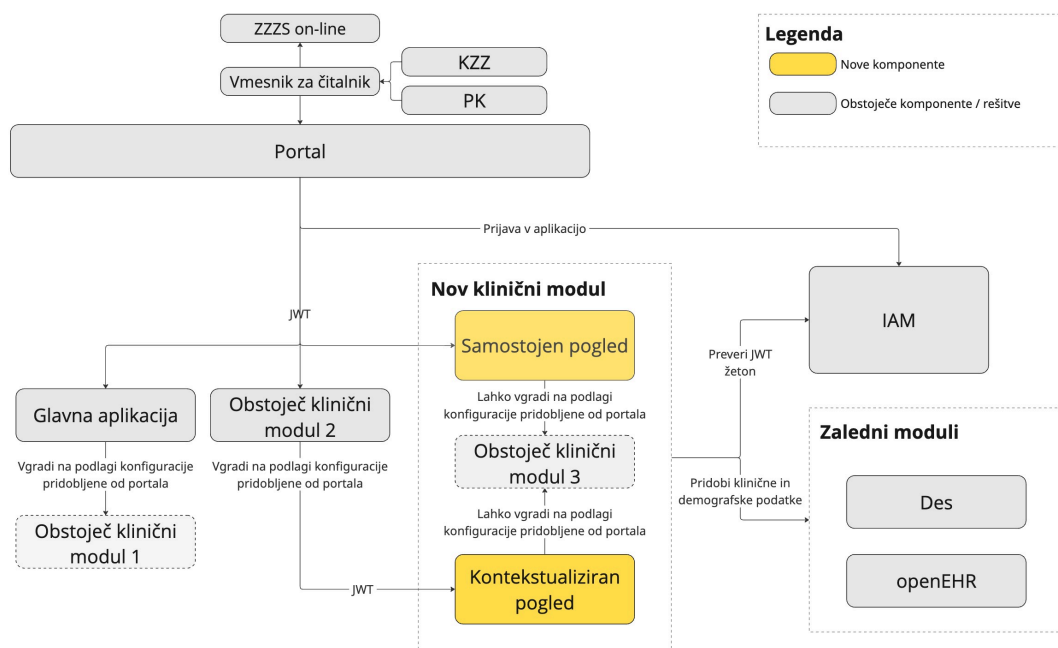 ZZZS on-line
Vmesnik za čitalnik
KZZ
PK
Portal
Legenda
Nove komponente
Obstoječe komponente / rešitve
Prijava v aplikacijo
JWT
Nov klinični modul
Samostojen pogled
Lahko vgradi na podlagi
konfiguracije pridobljene od portala
Obstoječ klinični
modul 3
Lahko vgradi na podlagi
konfiguracije pridobljene od portala
Kontekstualiziran
pogled
Glavna aplikacija
Vgradi na podlagi konfiguracije
pridobljene od portala
Obstoječ klinični
modul 1
Obstoječ klinični
modul 2
Vgradi na podlagi konfiguracije
pridobljene od portala
JWT
Preveri JWT
žeton
IAM
Pridobi klinične in
demografske podatke
Zaledni moduli
Des
openEHR